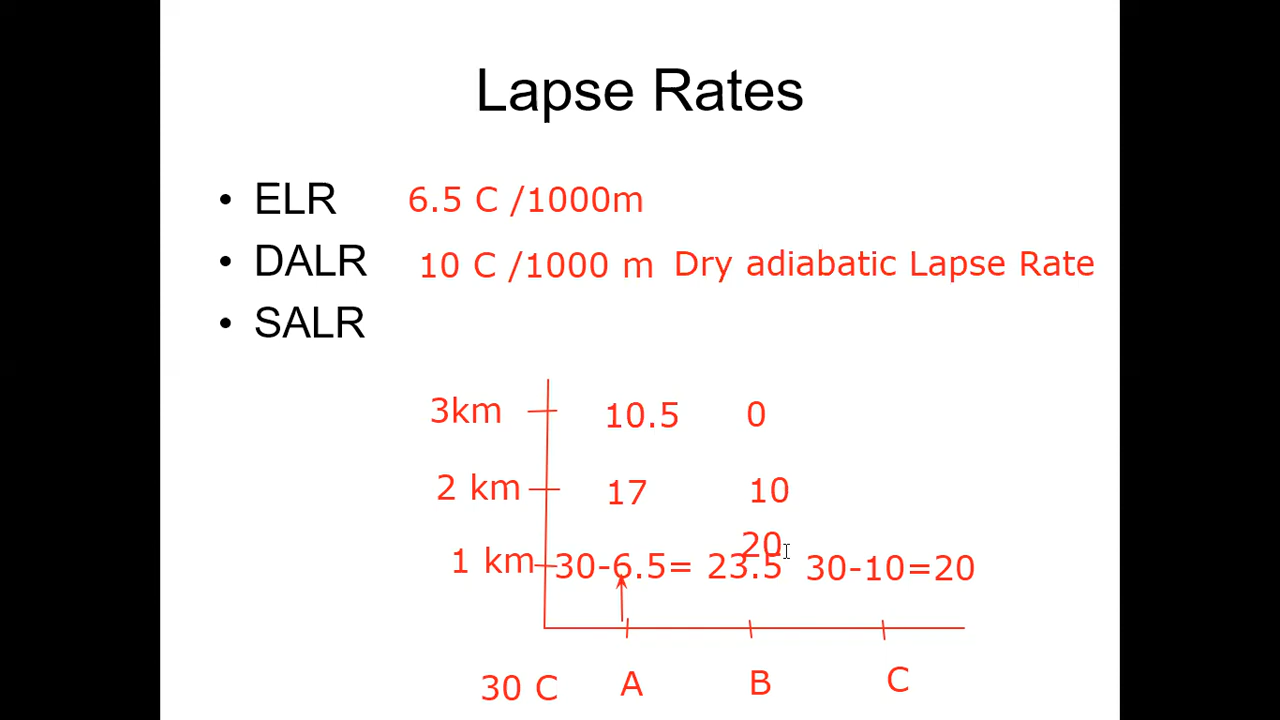 Lapse Rates
• ELR 6.5 C /1000m
• DALR 10 C /1000 m Dry adiabatic Lapse Rate
• SALR
3km 10.5 0
2 km 17 10
20
1 km 30-6.5= 23.5 30-10=20
30 C A B C